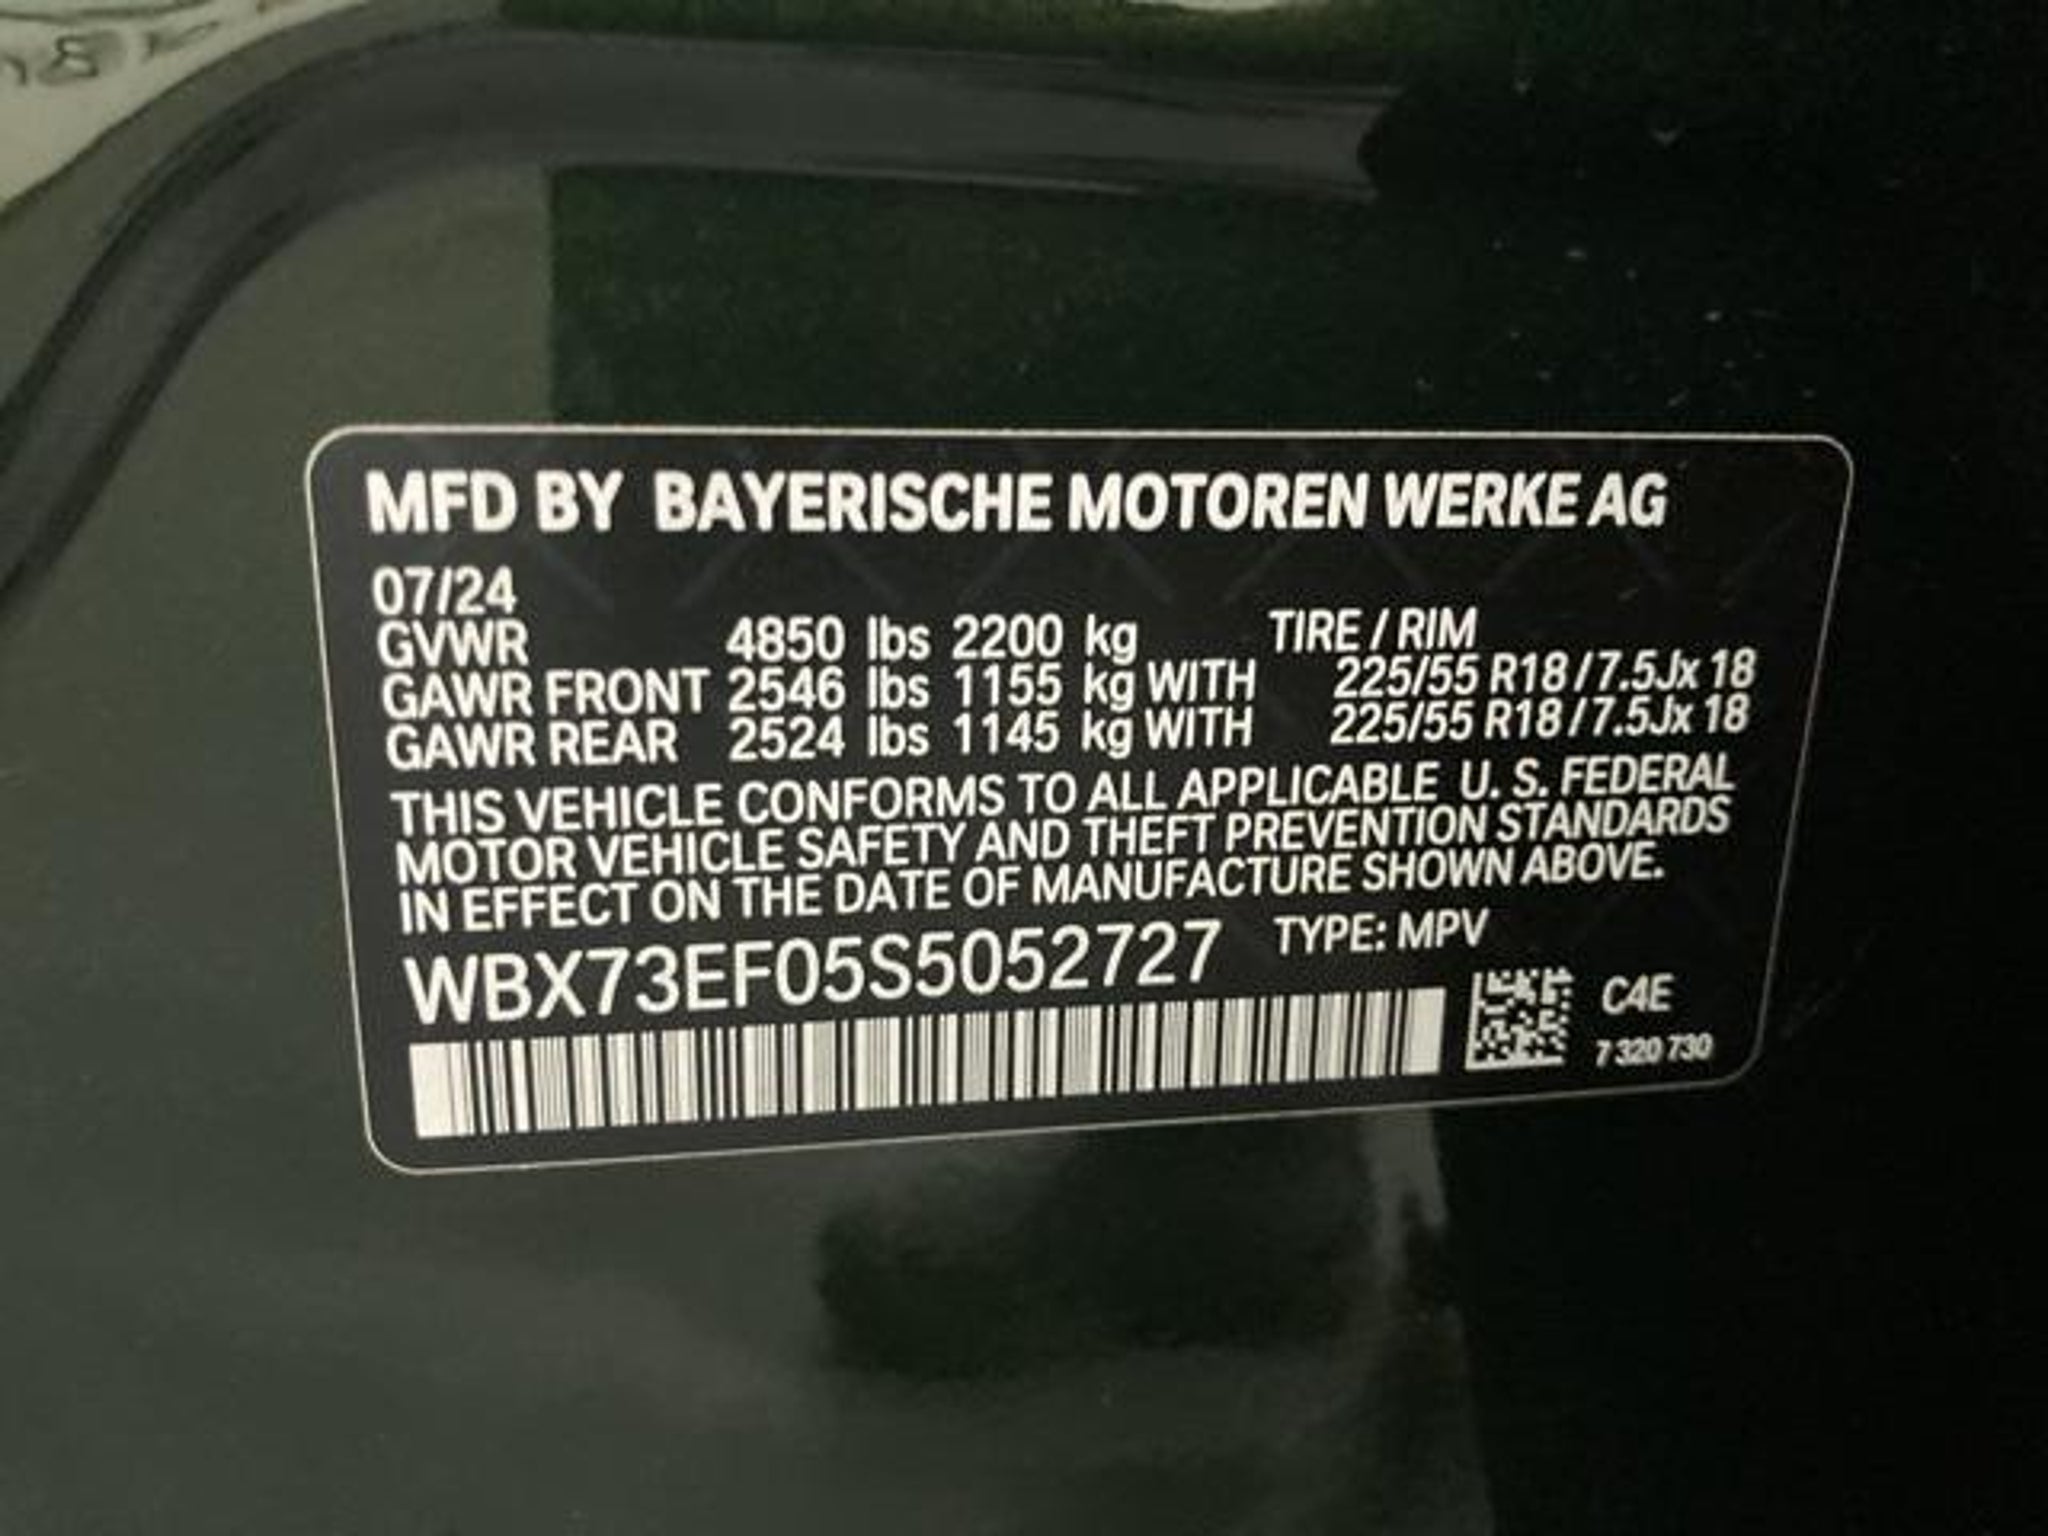 MFD BY BAYERISCHE MOTOREN WERKE AG
07/24
GVWR 4850 lbs 2200 kg TIRE / RIM
GAWR FRONT 2546 lbs 1155 kg WITH 225/55 R18 / 7.5Jx 18
GAWR REAR 2524 lbs 1145 kg WITH 225/55 R18 / 7.5Jx 18
THIS VEHICLE CONFORMS TO ALL APPLICABLE U. S. FEDERAL
MOTOR VEHICLE SAFETY AND THEFT PREVENTION STANDARDS
IN EFFECT ON THE DATE OF MANUFACTURE SHOWN ABOVE.
WBX73EF05S5052727 TYPE: MPV
C4E
7 320 730